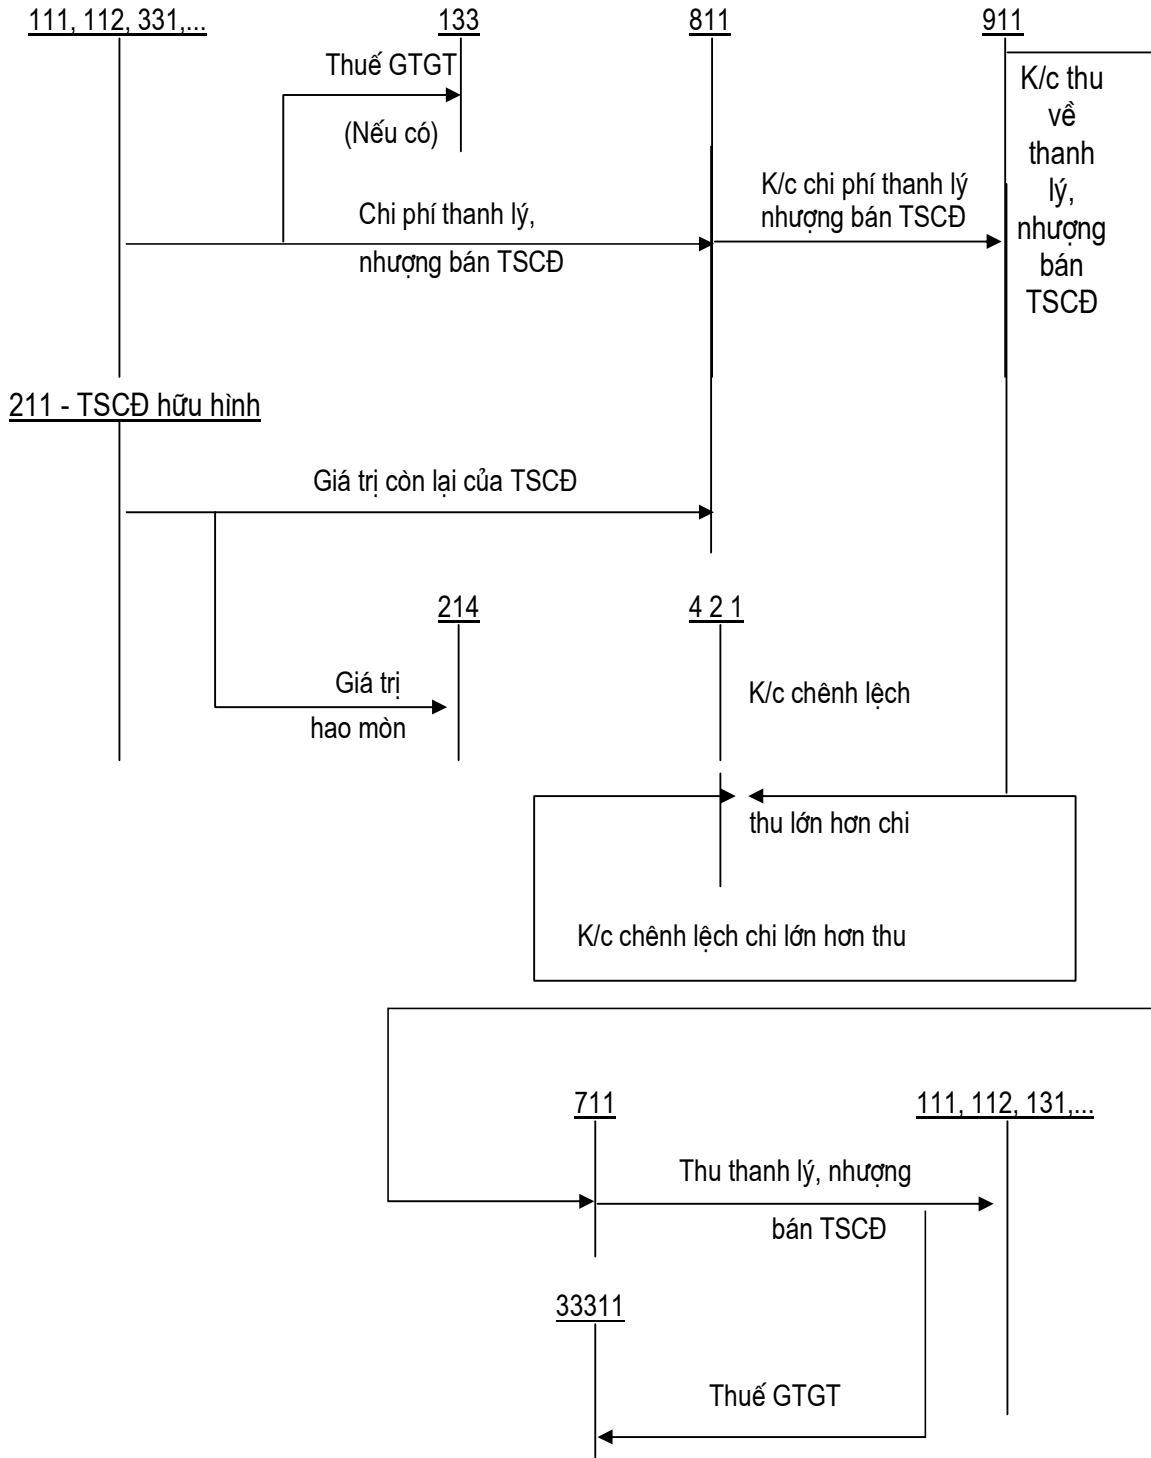 111, 112, 331,...
133
811
911
Thuế GTGT
(Nếu có)
K/c thu
về
thanh
lý,
nhượng
bán
TSCĐ
K/c chi phí thanh lý
nhượng bán TSCĐ
Chi phí thanh lý,
nhượng bán TSCĐ
211 - TSCĐ hữu hình
Giá trị còn lại của TSCĐ
214
4 2 1
Giá trị
hao mòn
K/c chênh lệch
thu lớn hơn chi
K/c chênh lệch chi lớn hơn thu
711
111, 112, 131,...
Thu thanh lý, nhượng
bán TSCĐ
33311
Thuế GTGT